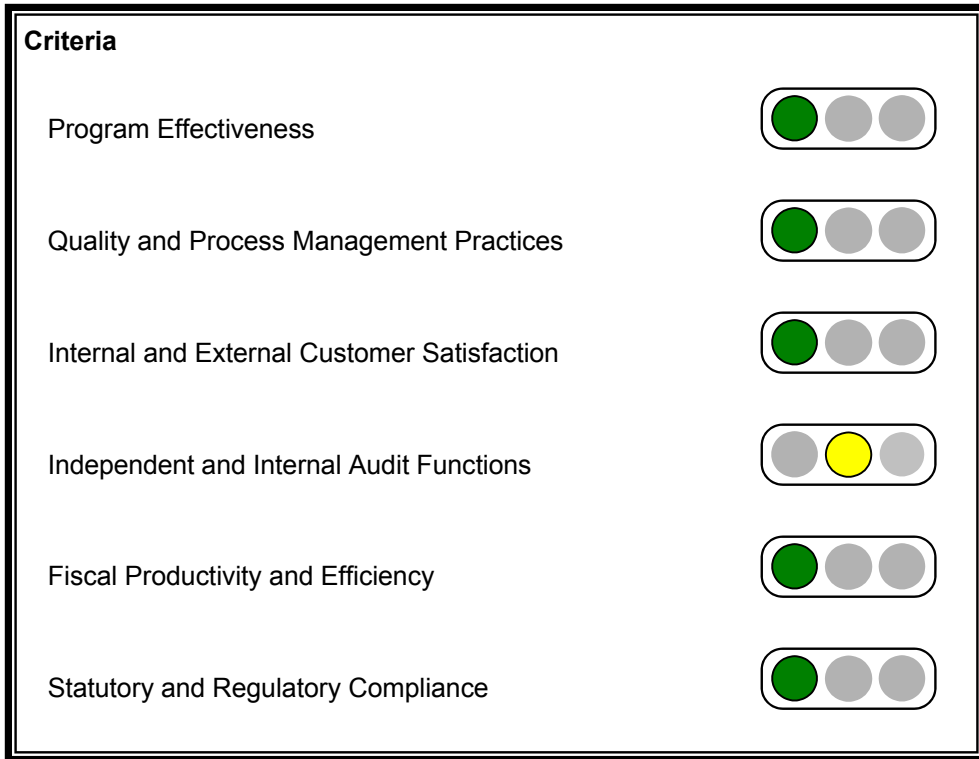 Criteria
Program Effectiveness
Quality and Process Management Practices
Internal and External Customer Satisfaction
Independent and Internal Audit Functions
Fiscal Productivity and Efficiency
Statutory and Regulatory Compliance